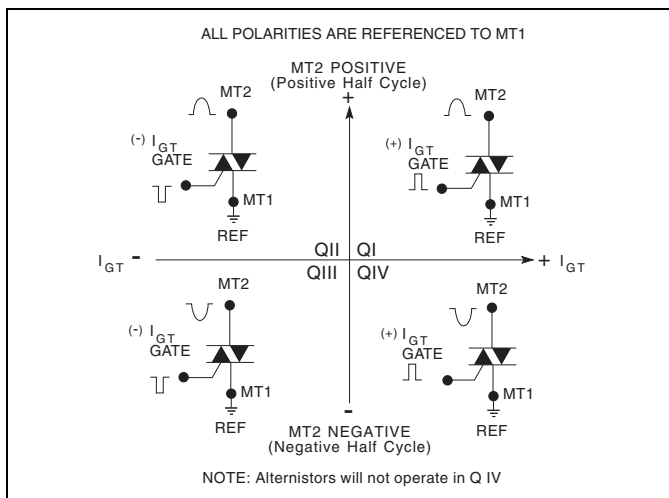 ALL POLARITIES ARE REFERENCED TO MT1
MT2 POSITIVE
(Positive Half Cycle)
+
MT2
(-) IGT
GATE
MT1
REF
MT2
(+) IGT
GATE
MT1
REF
IGT -
QII QI
QIII QIV
+ IGT
MT2
(-) IGT
GATE
MT1
REF
MT2
(+) IGT
GATE
MT1
REF
-
MT2 NEGATIVE
(Negative Half Cycle)
NOTE: Alternistors will not operate in Q IV